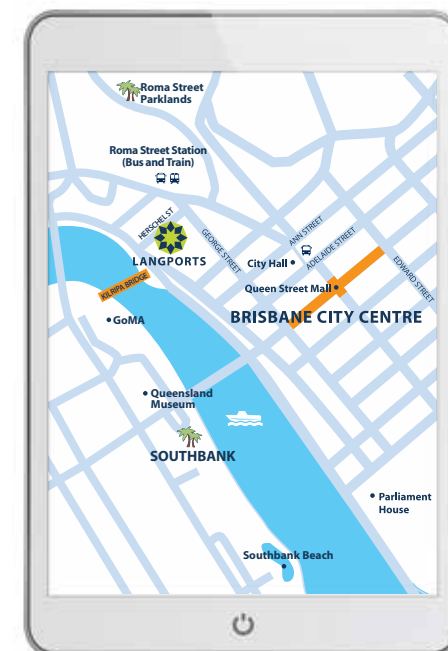 Roma Street
Parklands
Roma Street Station
(Bus and Train)
HERSCHEL ST
GEORGE STREET
ANN STREET
ADELAIDE STREET
EDWARD STREET
LANGPORTS
City Hall
Queen Street Mall
KILRIPA BRIDGE
BRISBANE CITY CENTRE
GoMA
Queensland
Museum
SOUTHBANK
Parliament
House
Southbank Beach